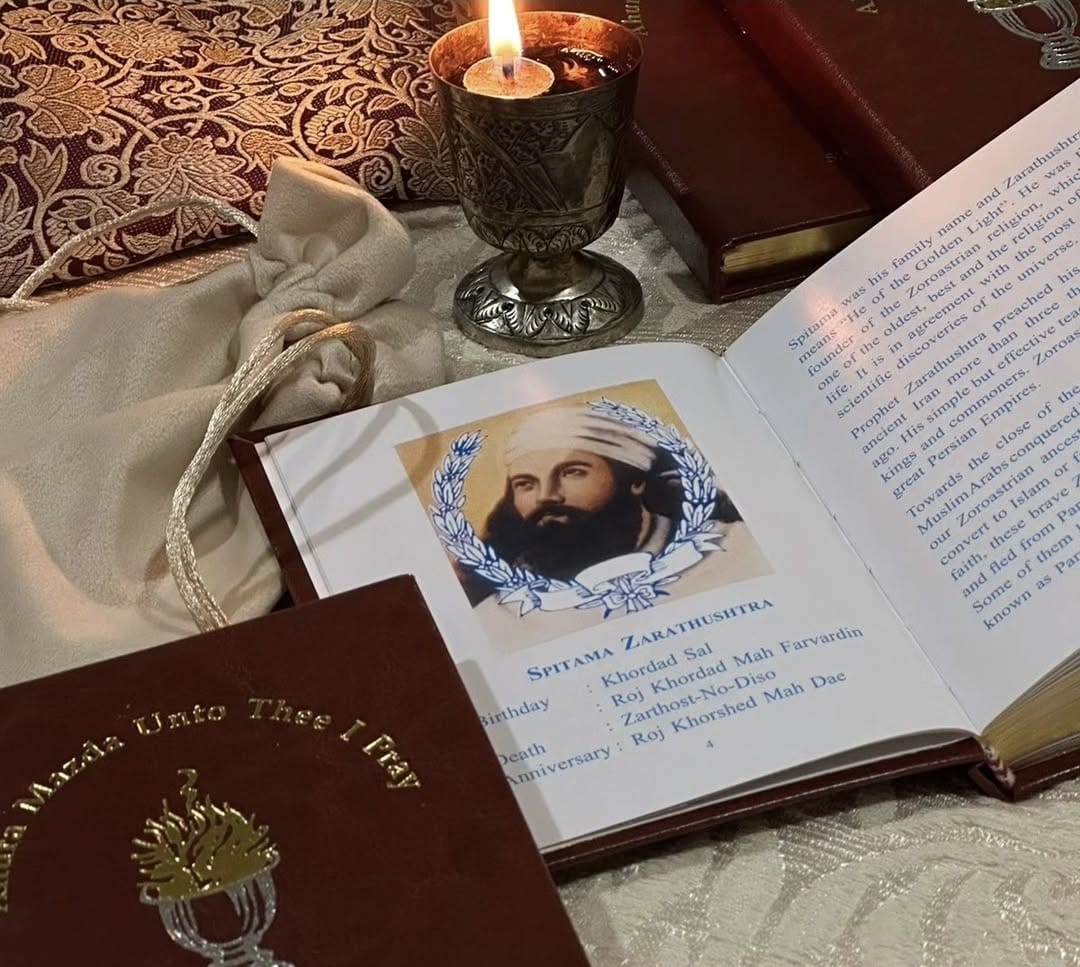 Spitama was his family name and Zarathushtra
means "He of the Golden Light". He was
founder of the Zoroastrian religion, which
one of the oldest, best and the religion of
life. It is in agreement with the most
scientific discoveries of the universe.
Prophet Zarathushtra preached his
ancient Iran more than three
ago. His simple but effective
kings and commoners.
great Persian Empires.
Towards the close of the
Muslim Arabs conquered
our Zoroastrian
convert to Islam or
faith, these brave
and fled from
Some of them
known as
SPITAMA ZARATHUSHTRA
Birthday : Khordad Sal
Roj Khordad Mah Farvardin
Death : Zarthost-No-Diso
Anniversary : Roj Khorshed Mah Dae
4
Ahura Mazda Unto Thee I Pray